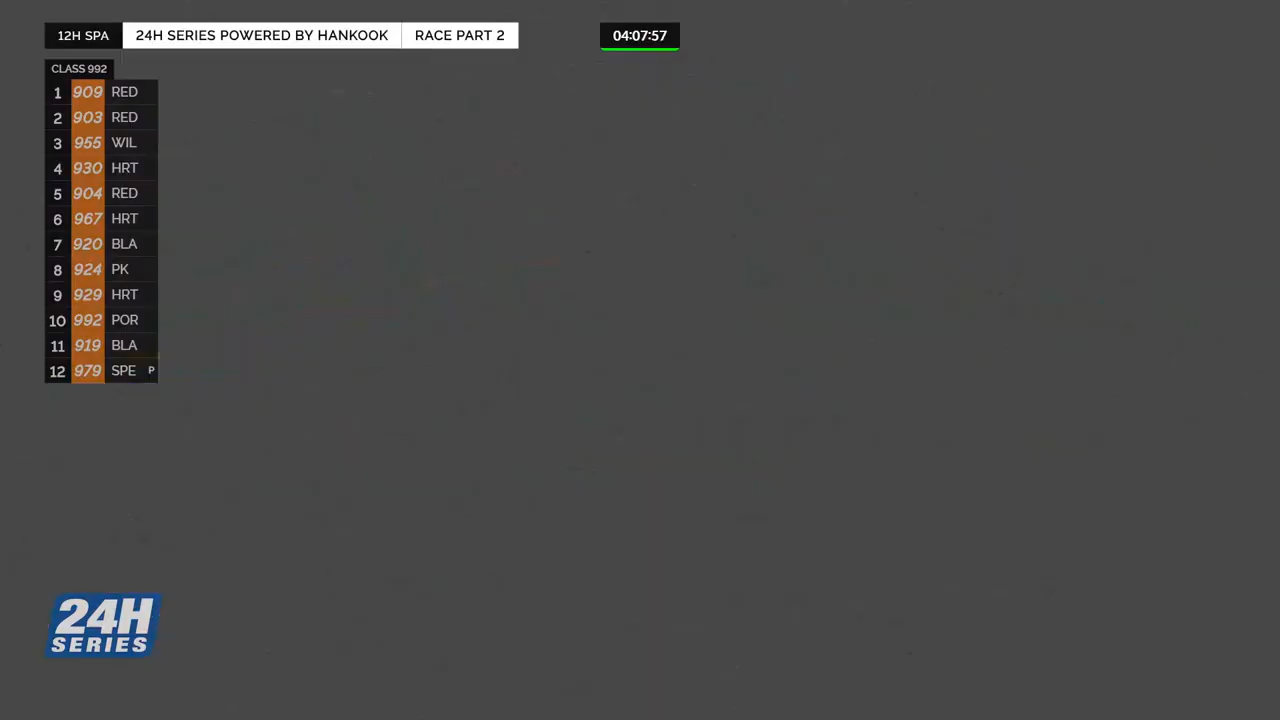 12H SPA 24H SERIES POWERED BY HANKOOK RACE PART 2 04:07:57
CLASS 992
1 909 RED
2 903 RED
3 955 WIL
4 930 HRT
5 904 RED
6 967 HRT
7 920 BLA
8 924 PK
9 929 HRT
10 992 POR
11 919 BLA
12 979 SPE P
24H
SERIES